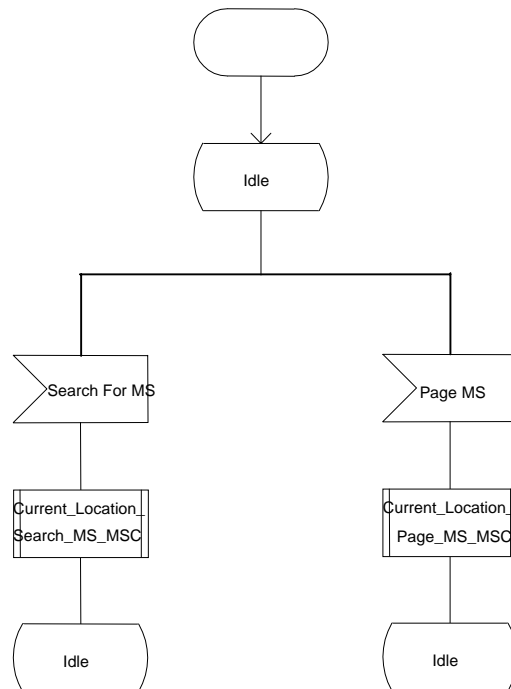 Idle
Search For MS
Page MS
Current_Location_
Search_MS_MSC
Current_Location_
Page_MS_MSC
Idle
Idle